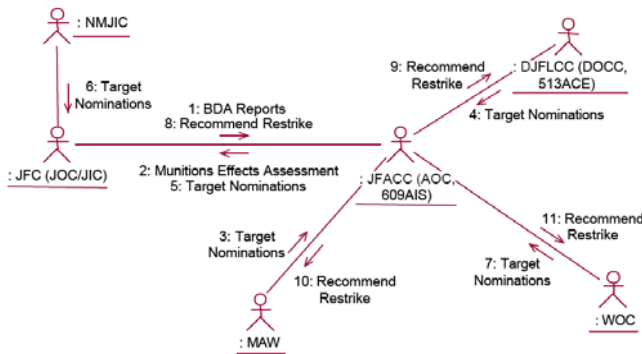 : NMJIC
6: Target
Nominations
: JFC (JOC/JIC)
1: BDA Reports
8: Recommend Restrike
2: Munitions Effects Assessment
5: Target Nominations
: JFACC (AOC,
609AIS)
9: Recommend
Restrike
: DJFLCC (DOCC,
513ACE)
4: Target Nominations
3: Target
Nominations
10: Recommend
Restrike
: MAW
11: Recommend
Restrike
7: Target
Nominations
: WOC